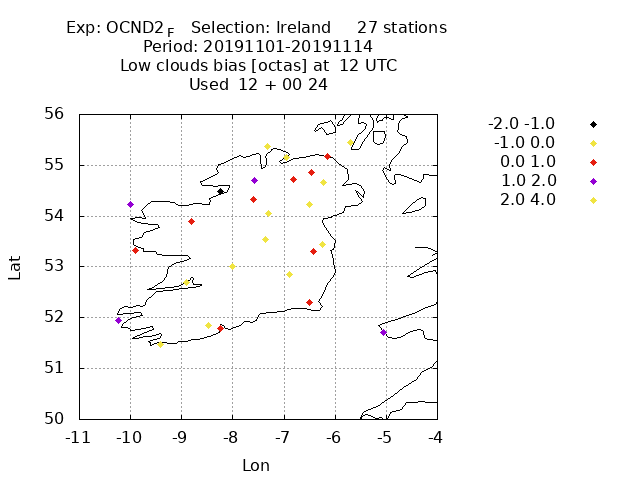 Exp: OCND2F Selection: Ireland 27 stations
Period: 20191101-20191114
Low clouds bias [octas] at 12 UTC
Used 12 + 00 24
-2.0 -1.0
-1.0 0.0
0.0 1.0
1.0 2.0
2.0 4.0
56
55
54
53
52
51
50
Lat
-11 -10 -9 -8 -7 -6 -5 -4
Lon